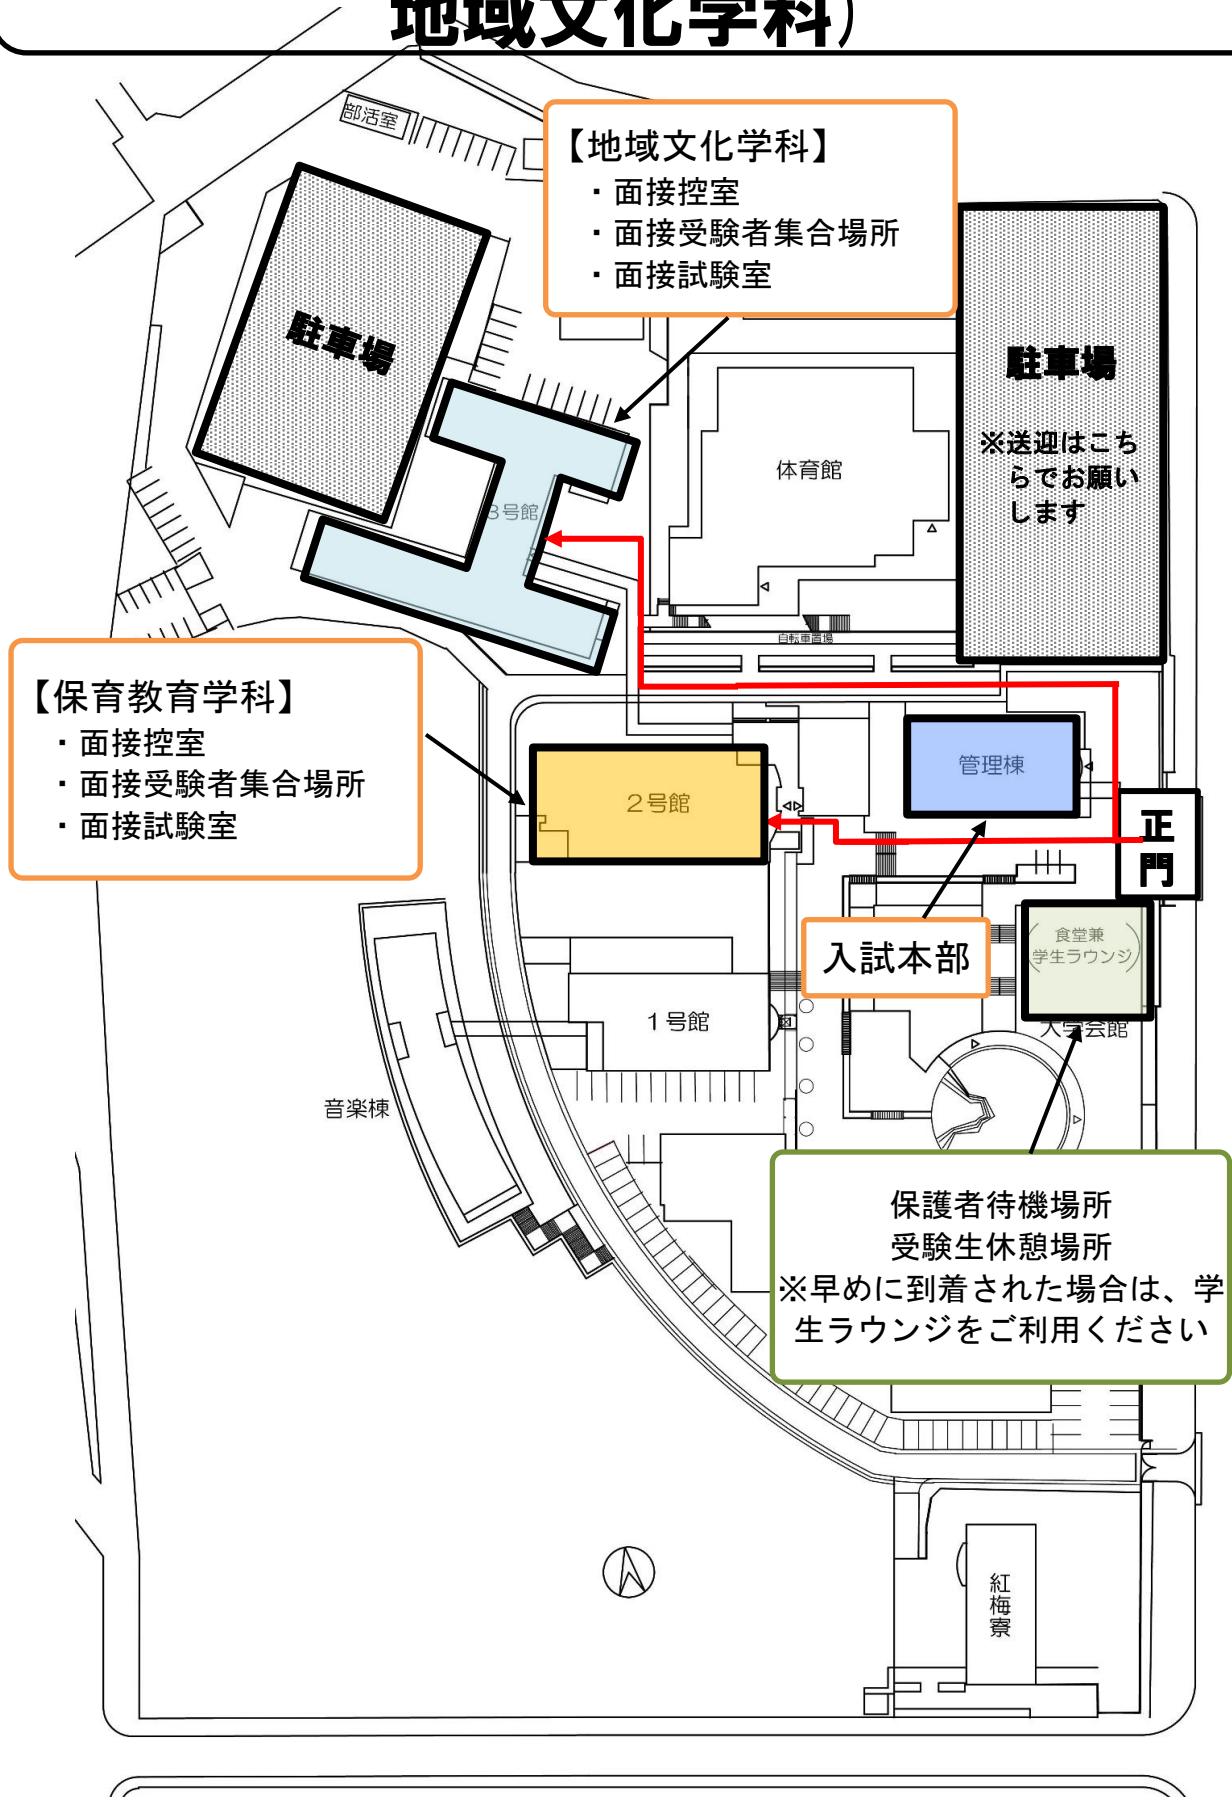 地域文化学科)
部活室
【地域文化学科】
・面接控室
・面接受験者集合場所
・面接試験室
駐車場
駐車場
※送迎はこち
らでお願い
します
体育館
3号館
自転車置場
【保育教育学科】
・面接控室
・面接受験者集合場所
・面接試験室
管理棟
2号館
正
門
入試本部
(食堂兼
学生ラウンジ)
大学会館
1号館
音楽棟
保護者待機場所
受験生休憩場所
※早めに到着された場合は、学
生ラウンジをご利用ください
紅梅寮